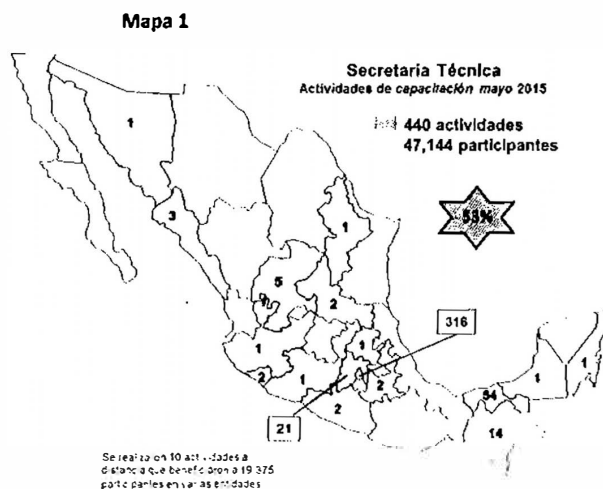 Mapa 1
Secretaria Técnica
Actividades de capacitación mayo 2015
440 actividades
47,144 participantes
53%
1
3
1
5
1
2
316
1
1
2
1
2
2
21
54
1
1
14
Se realizaron 10 actividades a
distancia que beneficiaron a 19 375
participantes en varias entidades